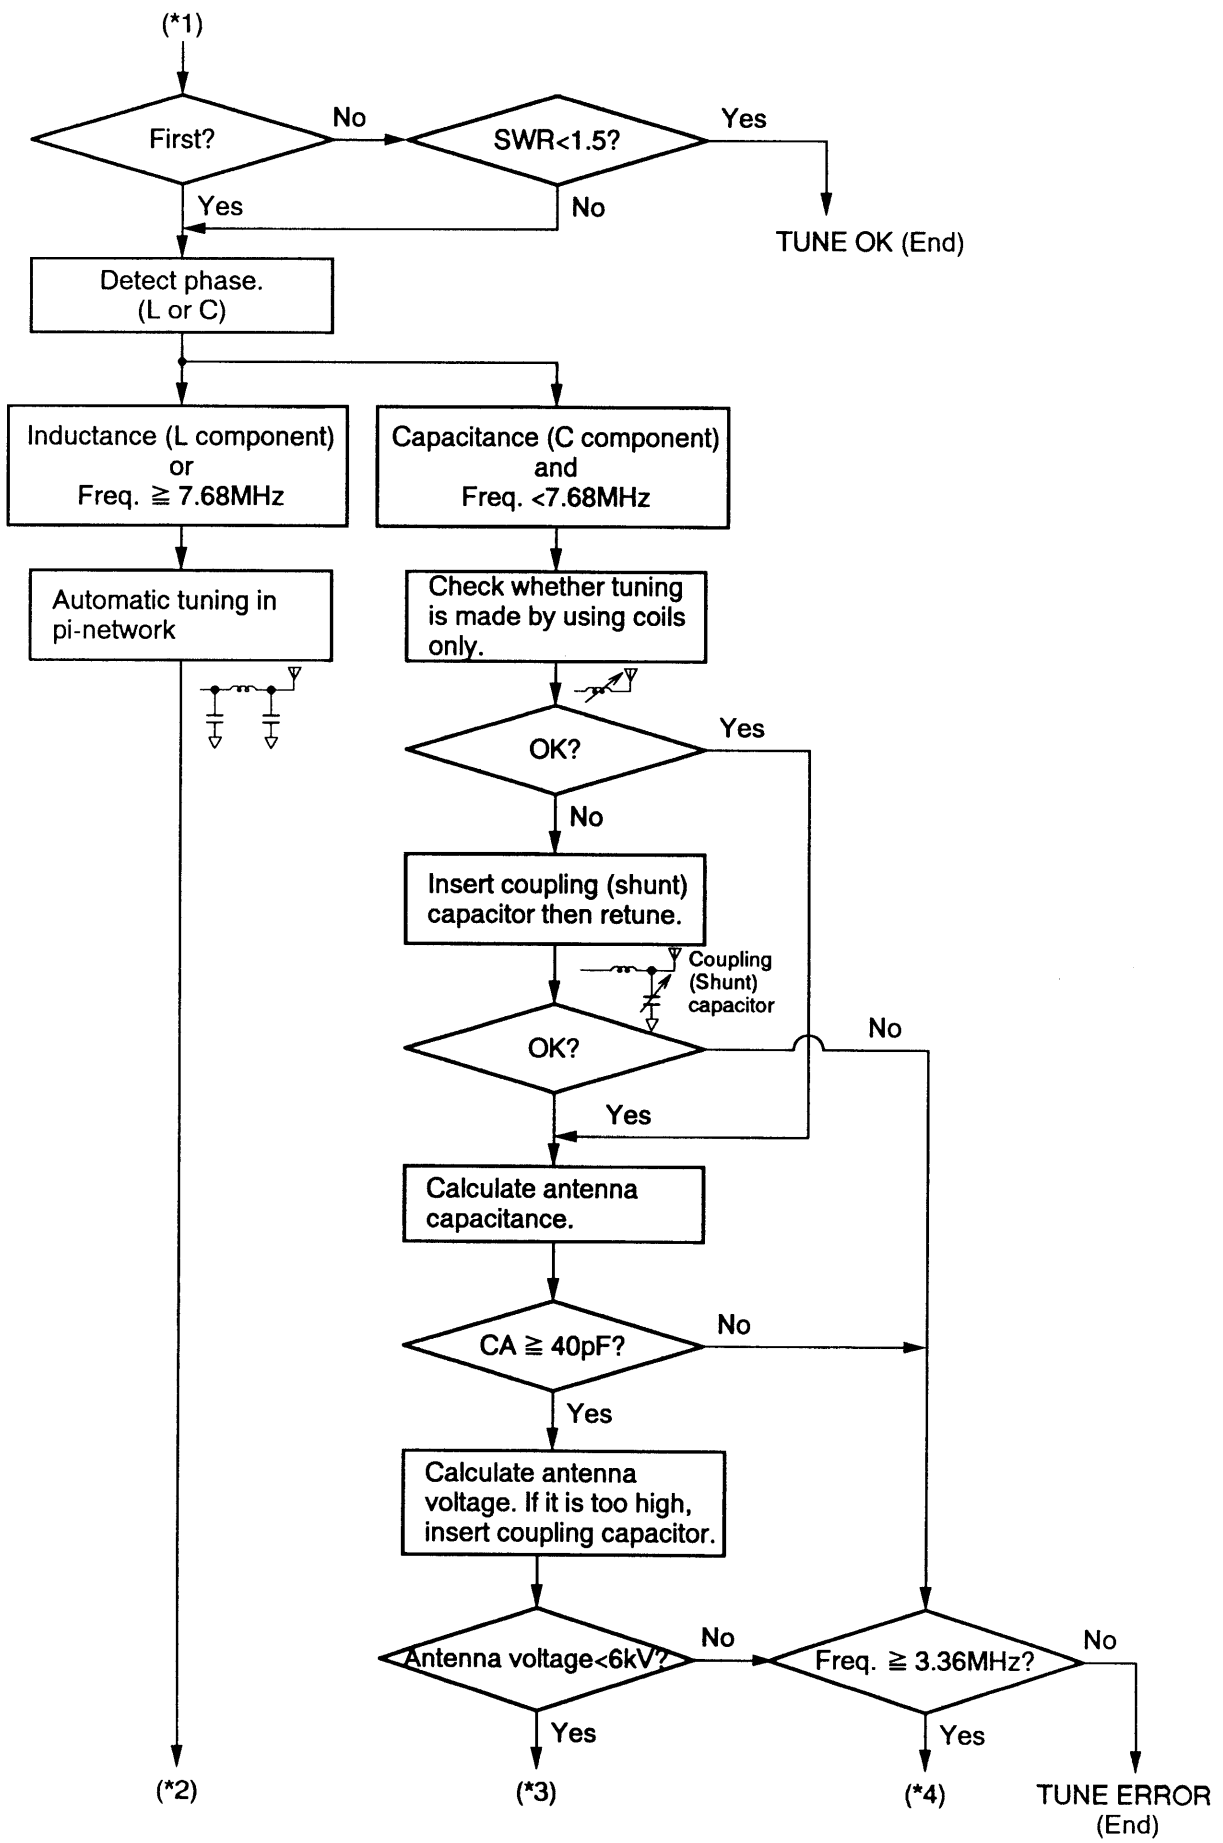 (*1)
First?
No
SWR<1.5?
Yes
Yes
No
TUNE OK (End)
Detect phase.
(L or C)
Inductance (L component)
or
Freq. ≧ 7.68MHz
Capacitance (C component)
and
Freq. <7.68MHz
Automatic tuning in
pi-network
Check whether tuning
is made by using coils
only.
OK?
Yes
No
Insert coupling (shunt)
capacitor then retune.
Coupling
(Shunt)
capacitor
OK?
No
Yes
Calculate antenna
capacitance.
CA ≧ 40pF?
No
Yes
Calculate antenna
voltage. If it is too high,
insert coupling capacitor.
Antenna voltage<6kV?
No
Freq. ≧ 3.36MHz?
No
Yes
Yes
(*2)
(*3)
(*4)
TUNE ERROR
(End)